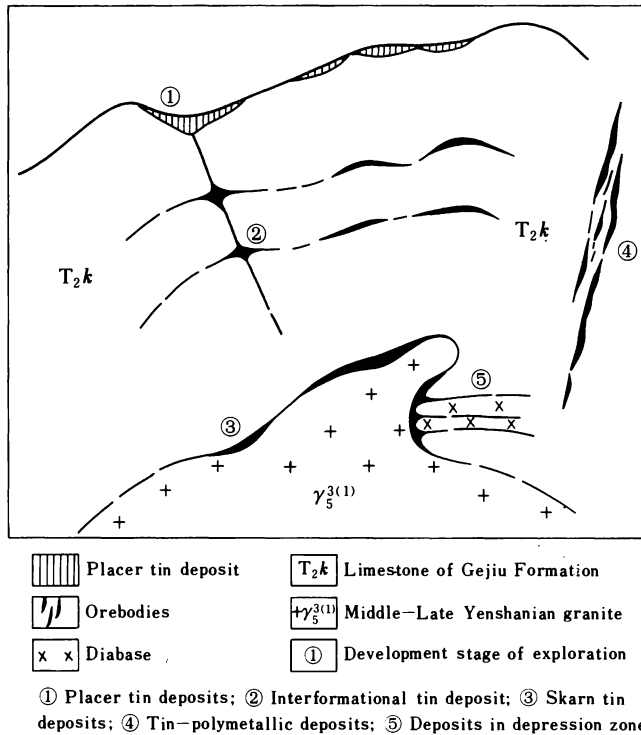 ①
②
T₂k
T₂k
④
⑤
③
γ₅³⁽¹⁾
Placer tin deposit
T₂k Limestone of Gejiu Formation
Orebodies
+γ₅³⁽¹⁾ Middle—Late Yenshanian granite
x x Diabase
① Development stage of exploration
① Placer tin deposits; ② Interformational tin deposit; ③ Skarn tin
deposits; ④ Tin—polymetallic deposits; ⑤ Deposits in depression zone